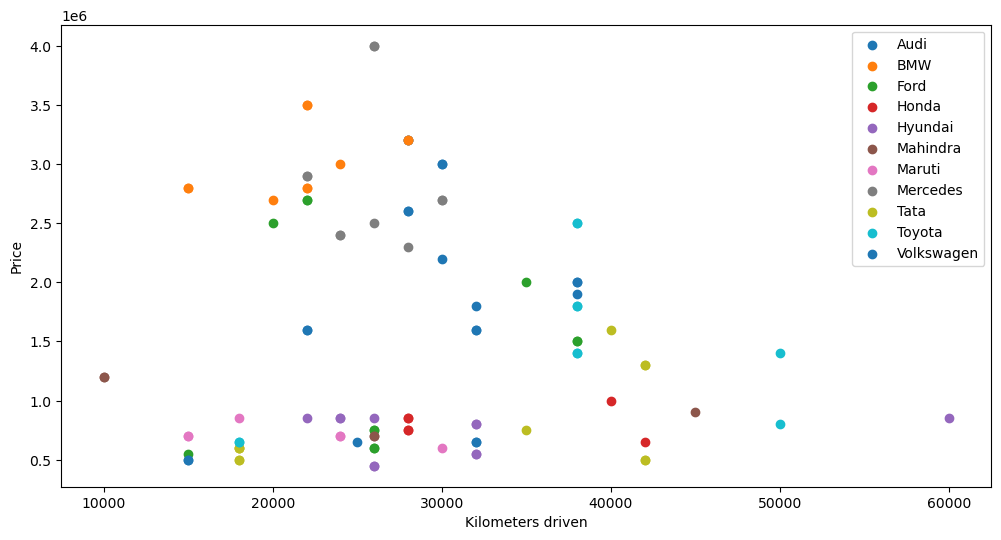 1e6
4.0
3.5
3.0
2.5
2.0
1.5
1.0
0.5
Price
10000
20000
30000
40000
50000
60000
Kilometers driven
Audi
BMW
Ford
Honda
Hyundai
Mahindra
Maruti
Mercedes
Tata
Toyota
Volkswagen